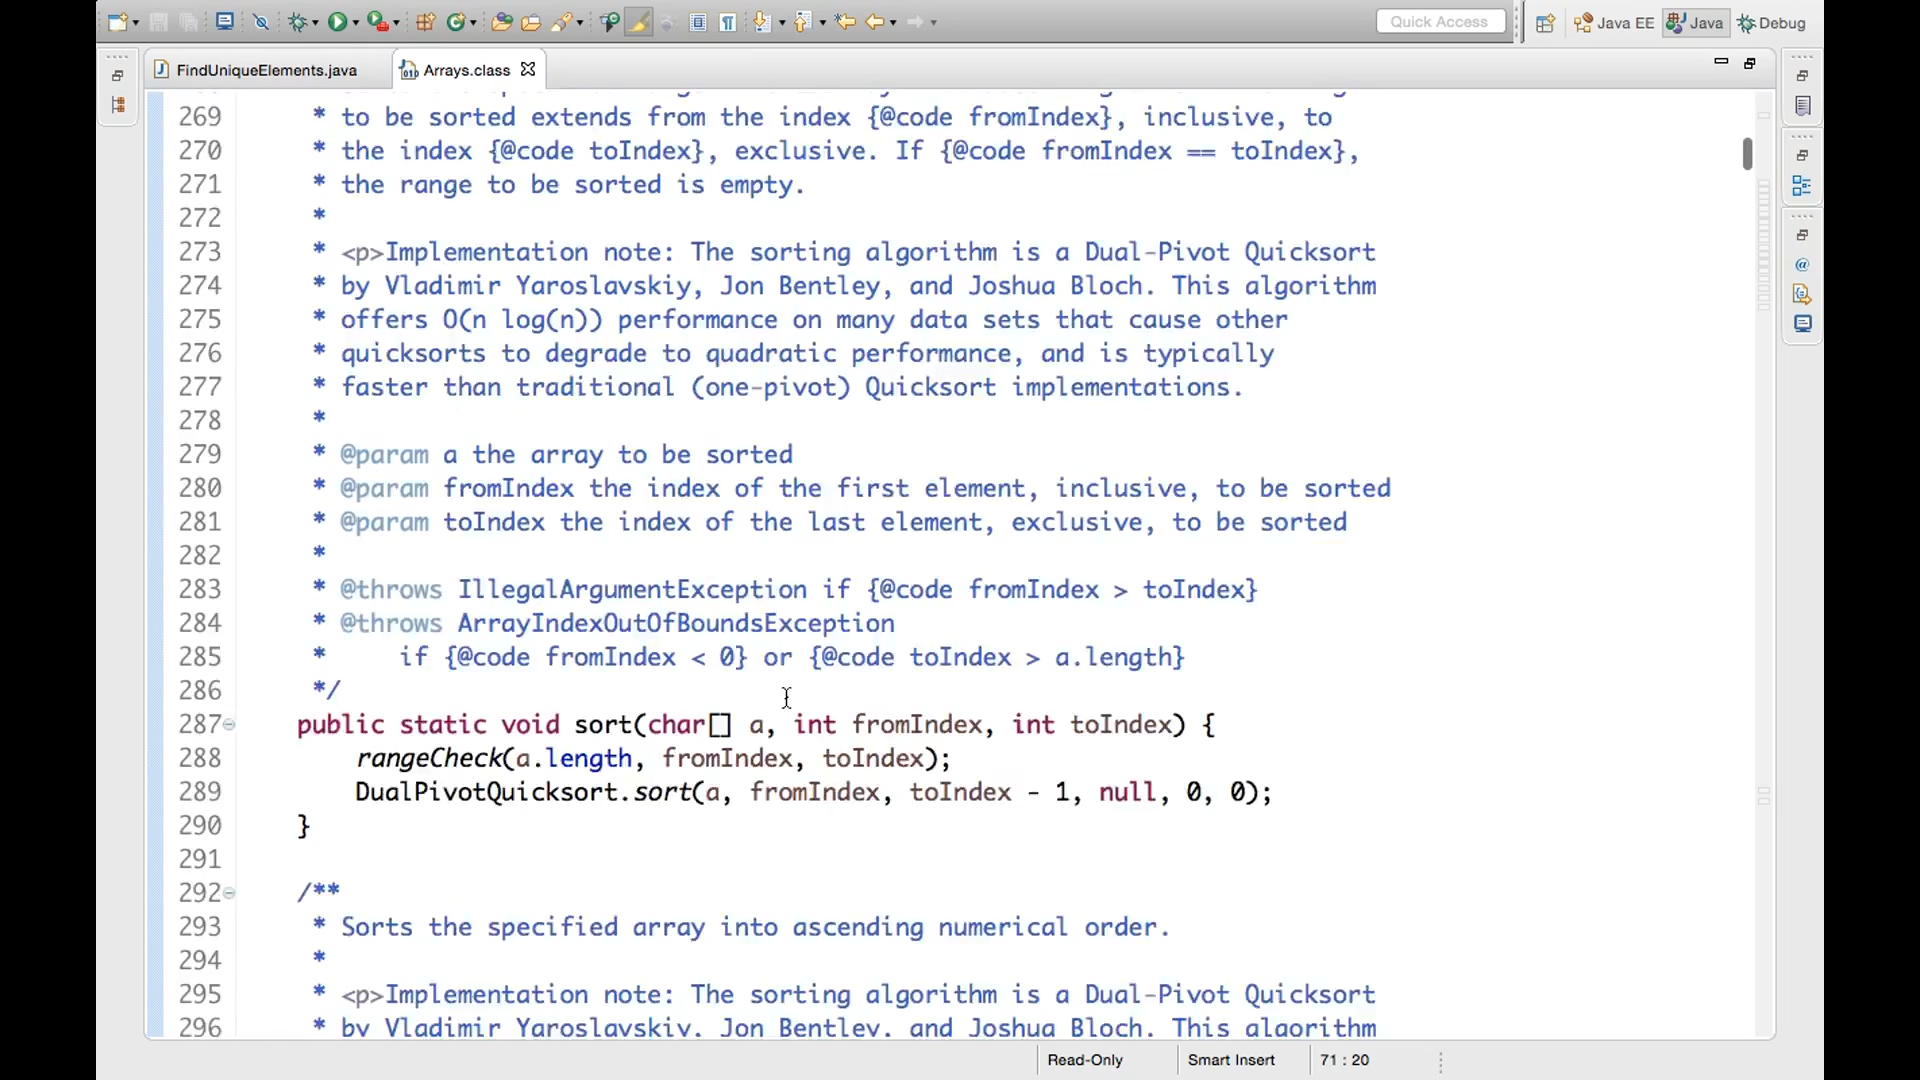 Quick Access
Java EE
Java
Debug
FindUniqueElements.java
Arrays.class
269 * to be sorted extends from the index {@code fromIndex}, inclusive, to
270 * the index {@code toIndex}, exclusive. If {@code fromIndex == toIndex},
271 * the range to be sorted is empty.
272 *
273 * <p>Implementation note: The sorting algorithm is a Dual-Pivot Quicksort
274 * by Vladimir Yaroslavskiy, Jon Bentley, and Joshua Bloch. This algorithm
275 * offers O(n log(n)) performance on many data sets that cause other
276 * quicksorts to degrade to quadratic performance, and is typically
277 * faster than traditional (one-pivot) Quicksort implementations.
278 *
279 * @param a the array to be sorted
280 * @param fromIndex the index of the first element, inclusive, to be sorted
281 * @param toIndex the index of the last element, exclusive, to be sorted
282 *
283 * @throws IllegalArgumentException if {@code fromIndex > toIndex}
284 * @throws ArrayIndexOutOfBoundsException
285 *     if {@code fromIndex < 0} or {@code toIndex > a.length}
286 */
287 public static void sort(char[] a, int fromIndex, int toIndex) {
288     rangeCheck(a.length, fromIndex, toIndex);
289     DualPivotQuicksort.sort(a, fromIndex, toIndex - 1, null, 0, 0);
290 }
291
292 /**
293 * Sorts the specified array into ascending numerical order.
294 *
295 * <p>Implementation note: The sorting algorithm is a Dual-Pivot Quicksort
296 * by Vladimir Yaroslavskiy, Jon Bentley, and Joshua Bloch. This algorithm
Read-Only
Smart Insert
71 : 20